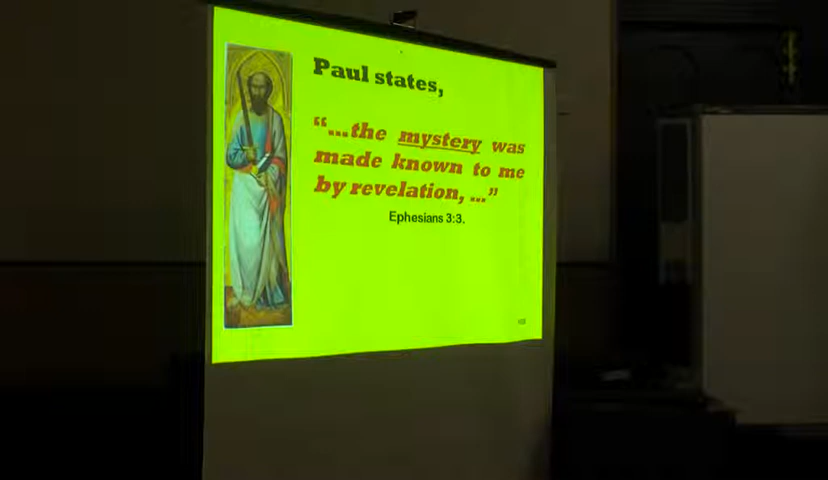 Paul states,
“...the mystery was
made known to me
by revelation, ...”
Ephesians 3:3.